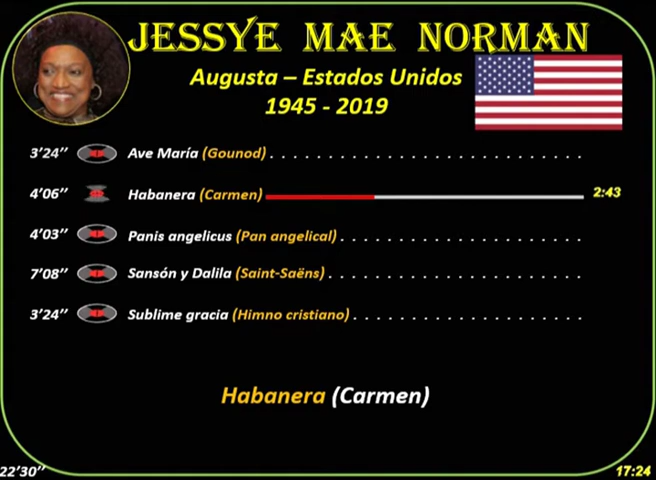 JESSYE MAE NORMAN
Augusta – Estados Unidos
1945 - 2019
3’24’’ Ave María (Gounod) . . . . . . . . . . . . . . . . . . . . . . . . . . . .
4’06’’ Habanera (Carmen) 2:43
4’03’’ Panis angelicus (Pan angelical) . . . . . . . . . . . . . . . . . . . . . .
7’08’’ Sansón y Dalila (Saint-Saëns) . . . . . . . . . . . . . . . . . . . . . . .
3’24’’ Sublime gracia (Himno cristiano) . . . . . . . . . . . . . . . . . . . . .
Habanera (Carmen)
22’30’’ 17:24